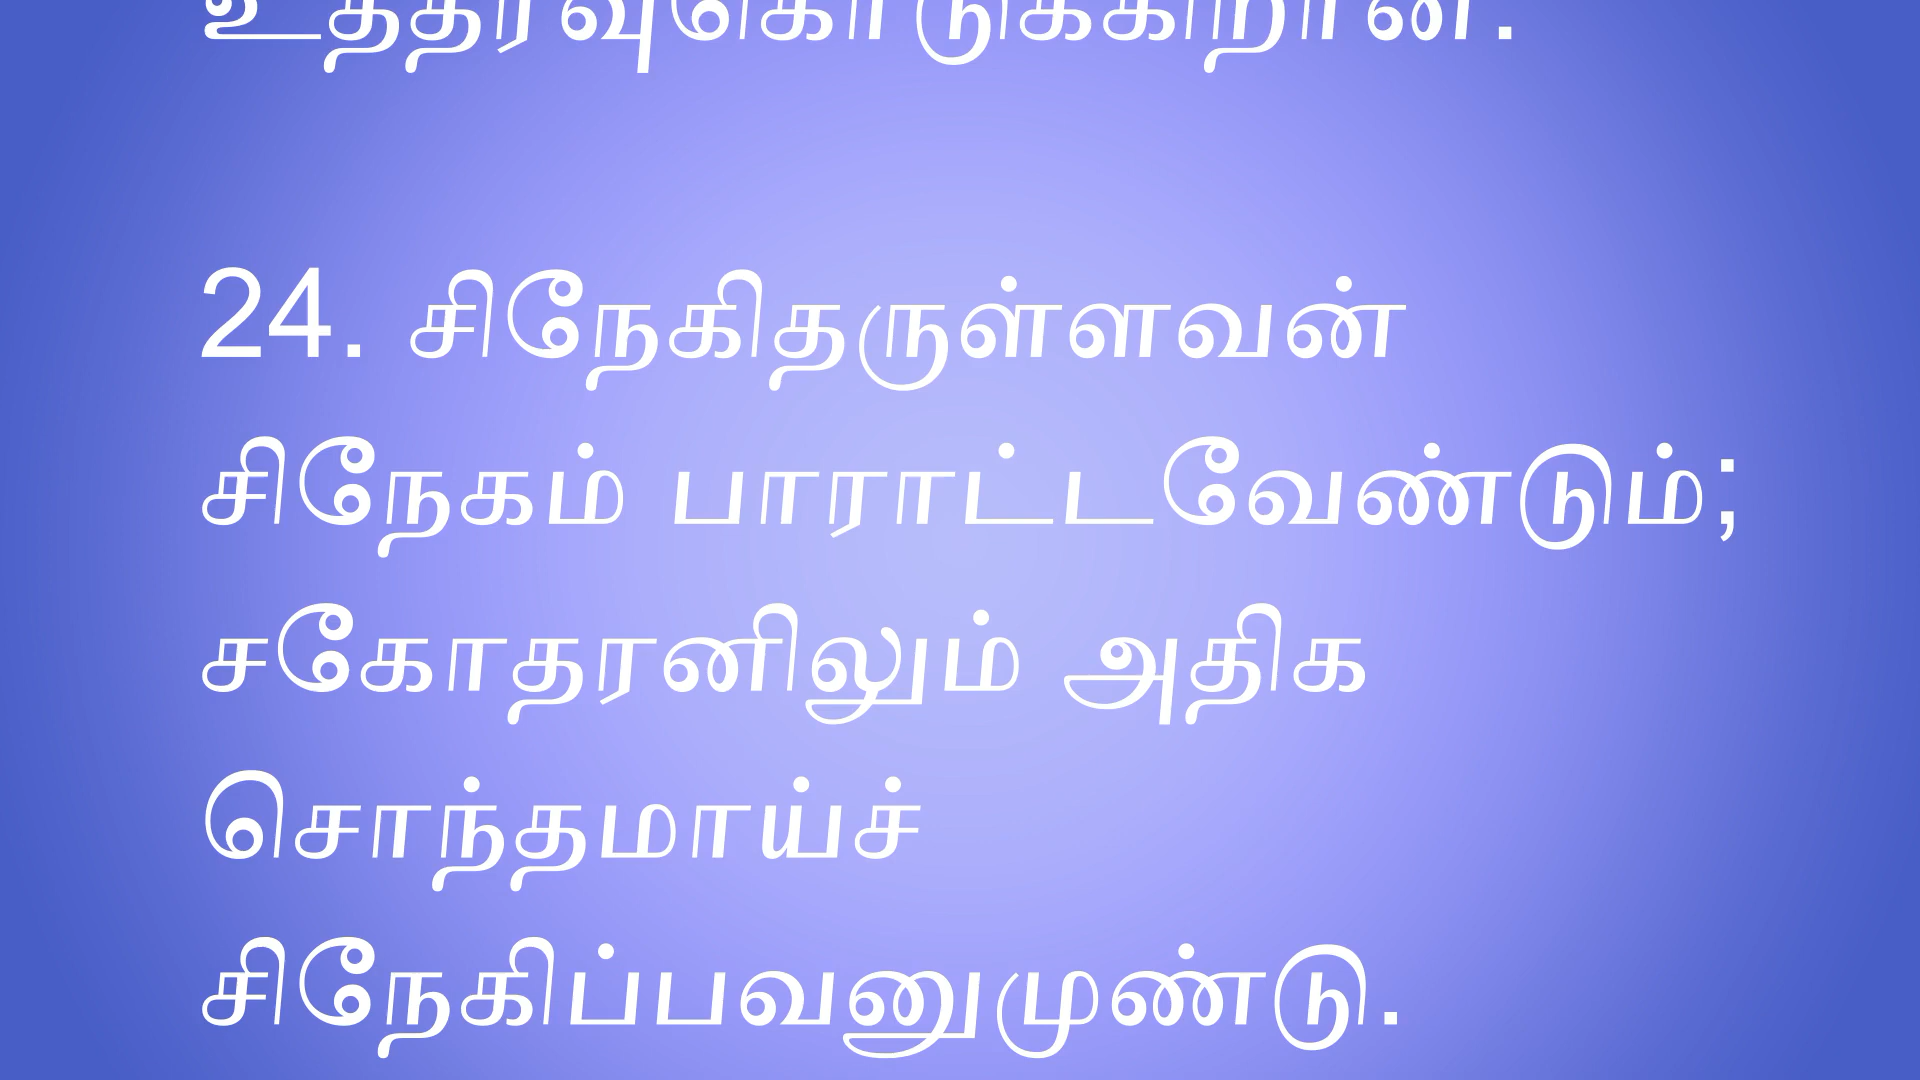 உத்தரவுகொடுக்கிறான்.
24. சிநேகிதருள்ளவன்
சிநேகம் பாராட்டவேண்டும்;
சகோதரனிலும் அதிக
சொந்தமாய்ச்
சிநேகிப்பவனுமுண்டு.